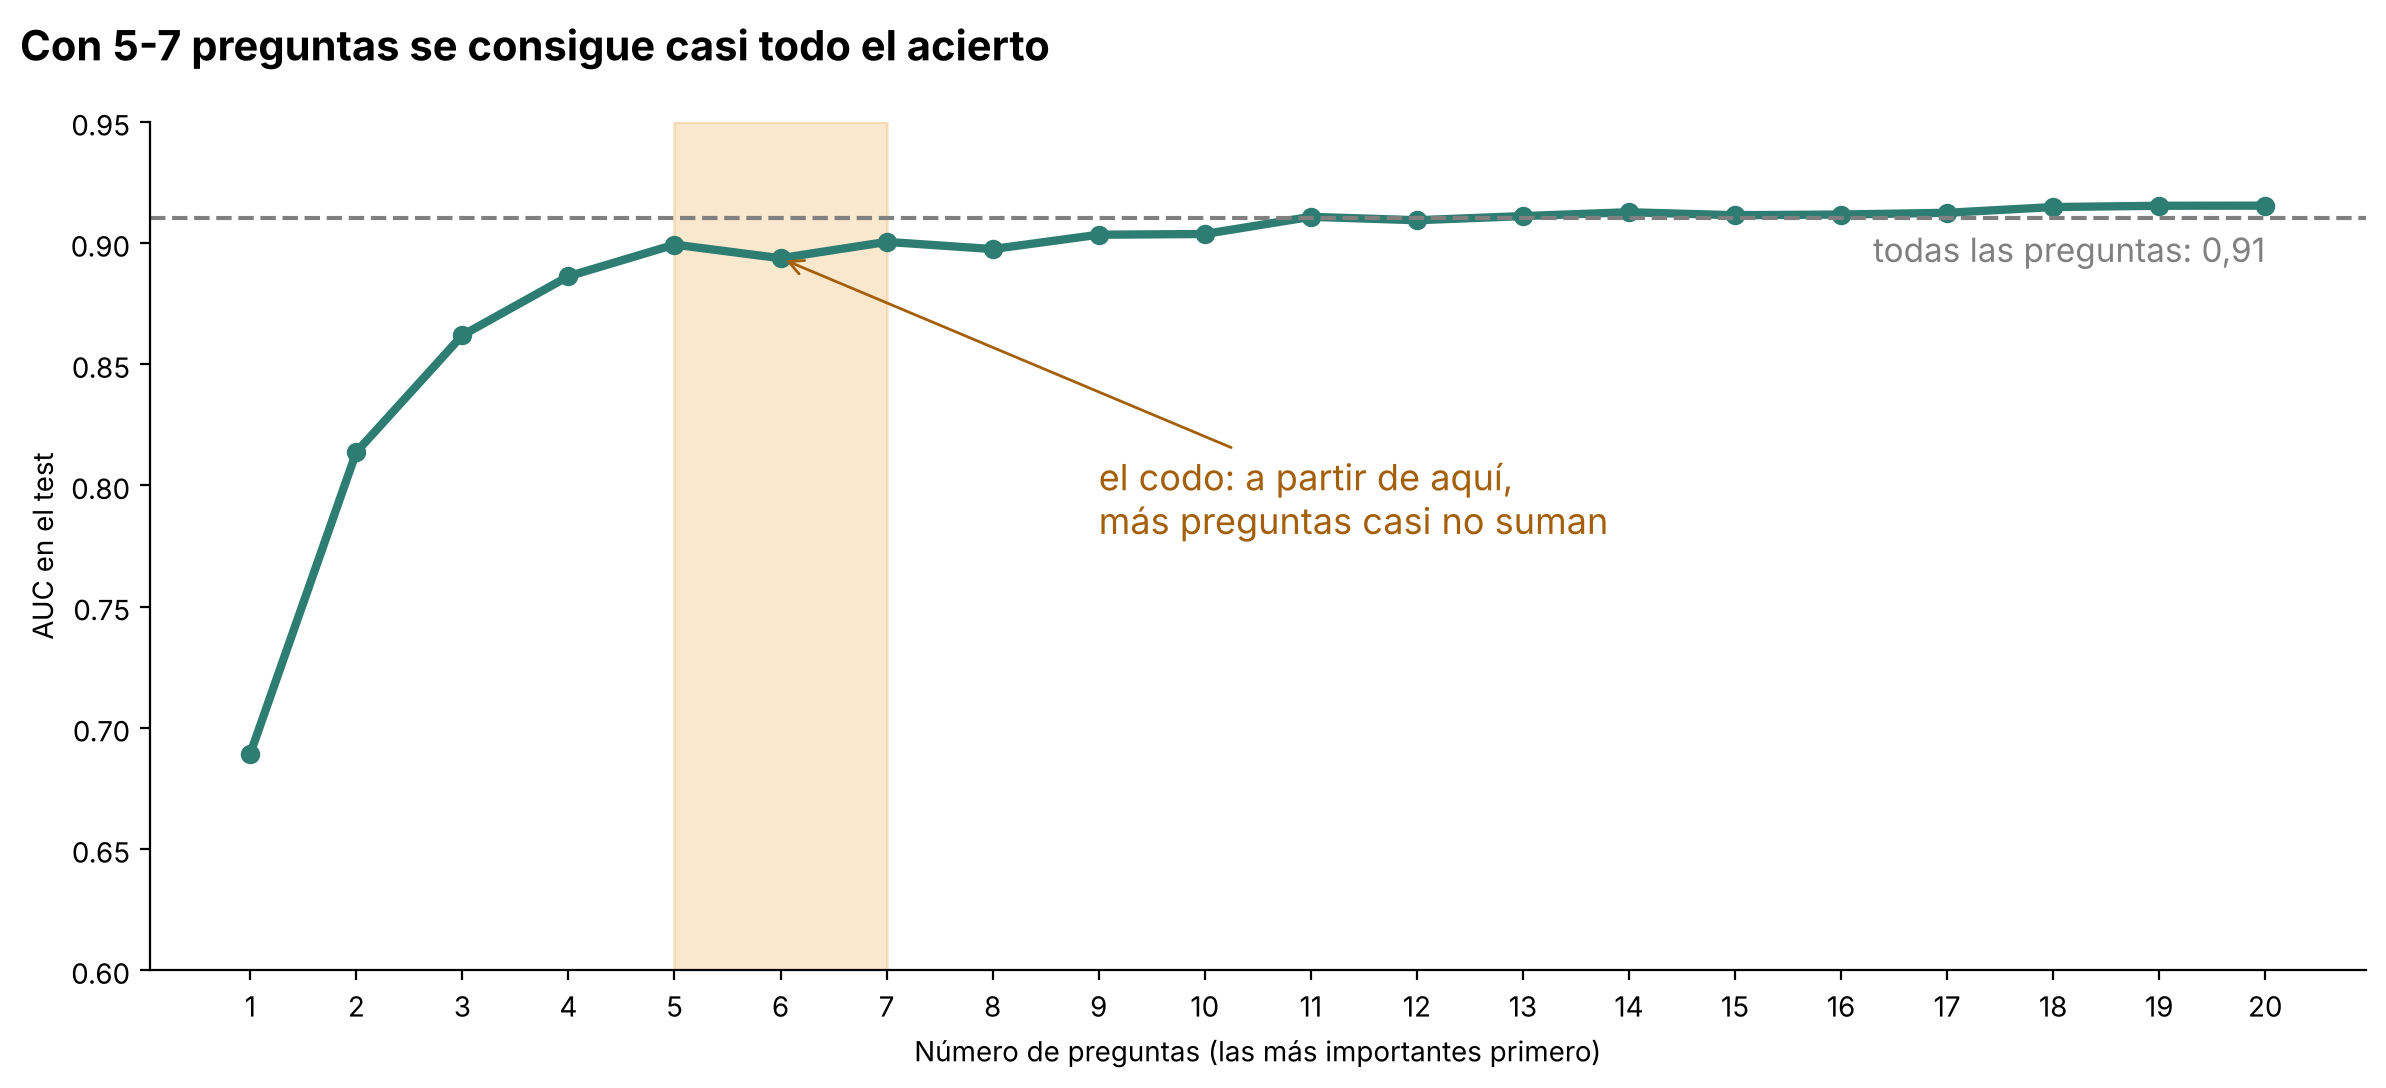 Con 5-7 preguntas se consigue casi todo el acierto
0.95
0.90
0.85
0.80
0.75
0.70
0.65
0.60
AUC en el test
todas las preguntas: 0,91
el codo: a partir de aquí,
más preguntas casi no suman
1 2 3 4 5 6 7 8 9 10 11 12 13 14 15 16 17 18 19 20
Número de preguntas (las más importantes primero)